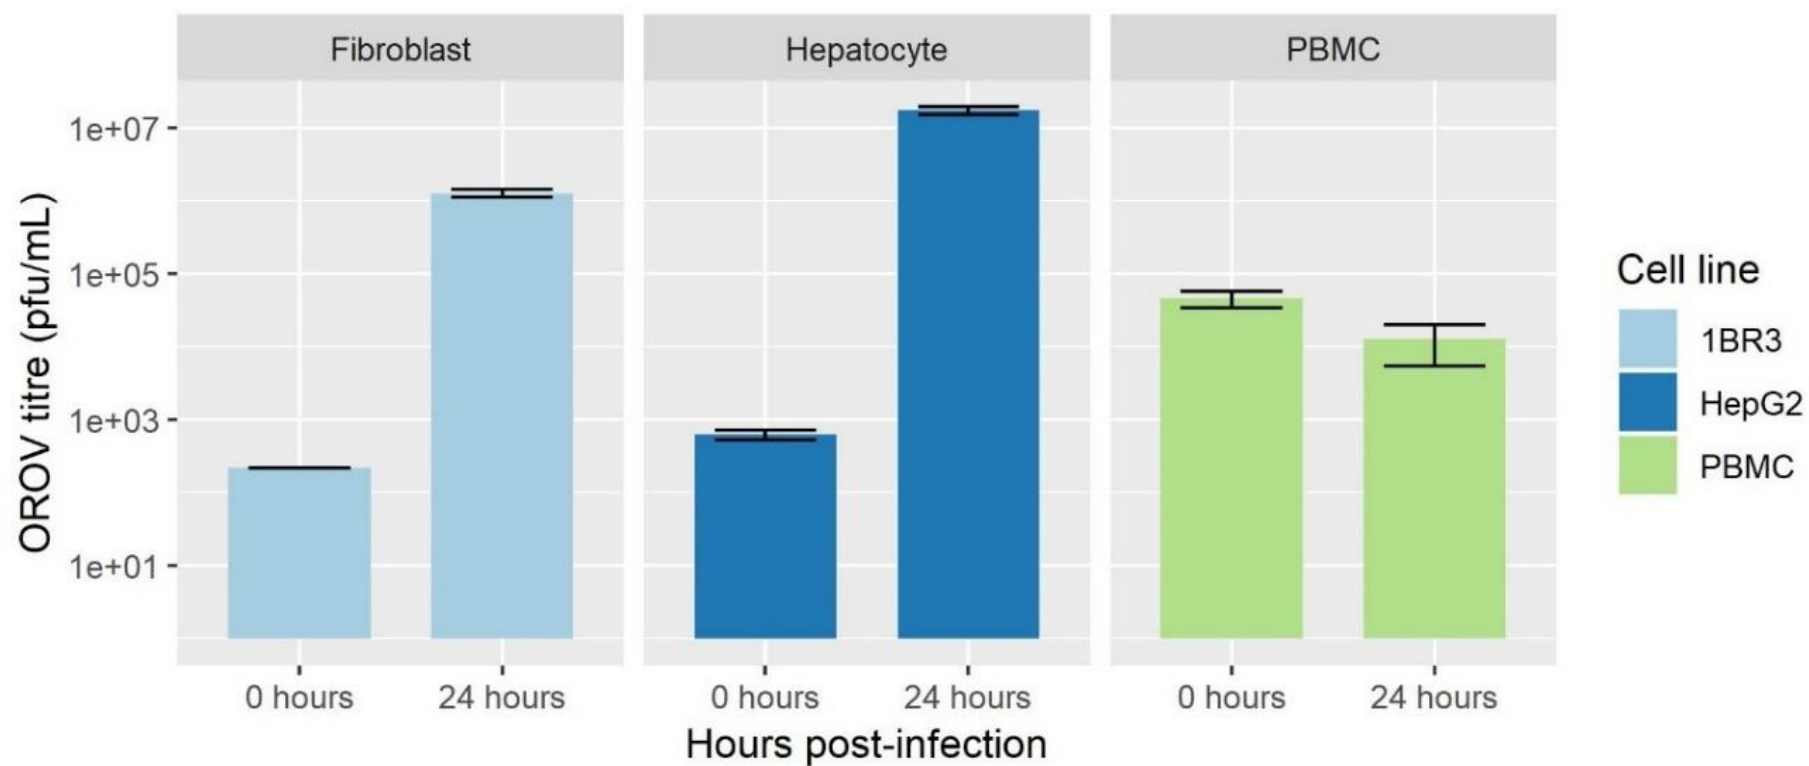 Fibroblast
Hepatocyte
PBMC
OROV titre (pfu/mL)
1e+07
1e+05
1e+03
1e+01
0 hours
24 hours
0 hours
24 hours
0 hours
24 hours
Hours post-infection
Cell line
1BR3
HepG2
PBMC